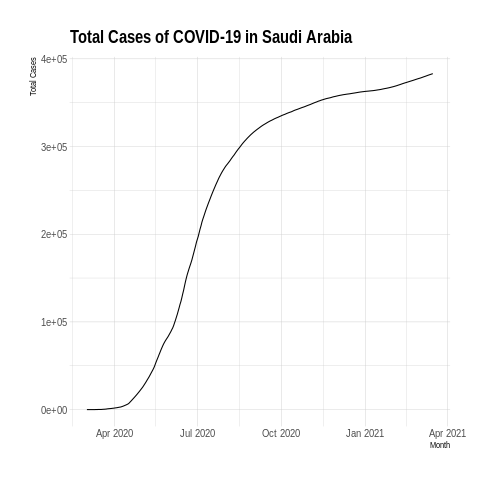 Total Cases of COVID-19 in Saudi Arabia
Total Cases
4e+05
3e+05
2e+05
1e+05
0e+00
Apr 2020 Jul 2020 Oct 2020 Jan 2021 Apr 2021
Month